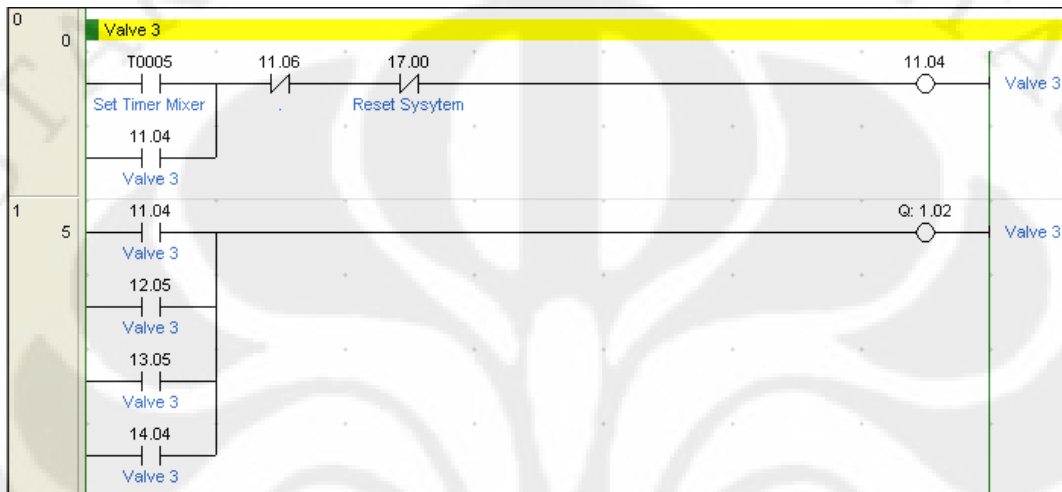 0
0
Valve 3
T0005 11.06 17.00 11.04
Valve 3
Set Timer Mixer . Reset Sysytem
11.04
Valve 3
1
5
11.04 Q: 1.02
Valve 3
Valve 3
12.05
Valve 3
13.05
Valve 3
14.04
Valve 3